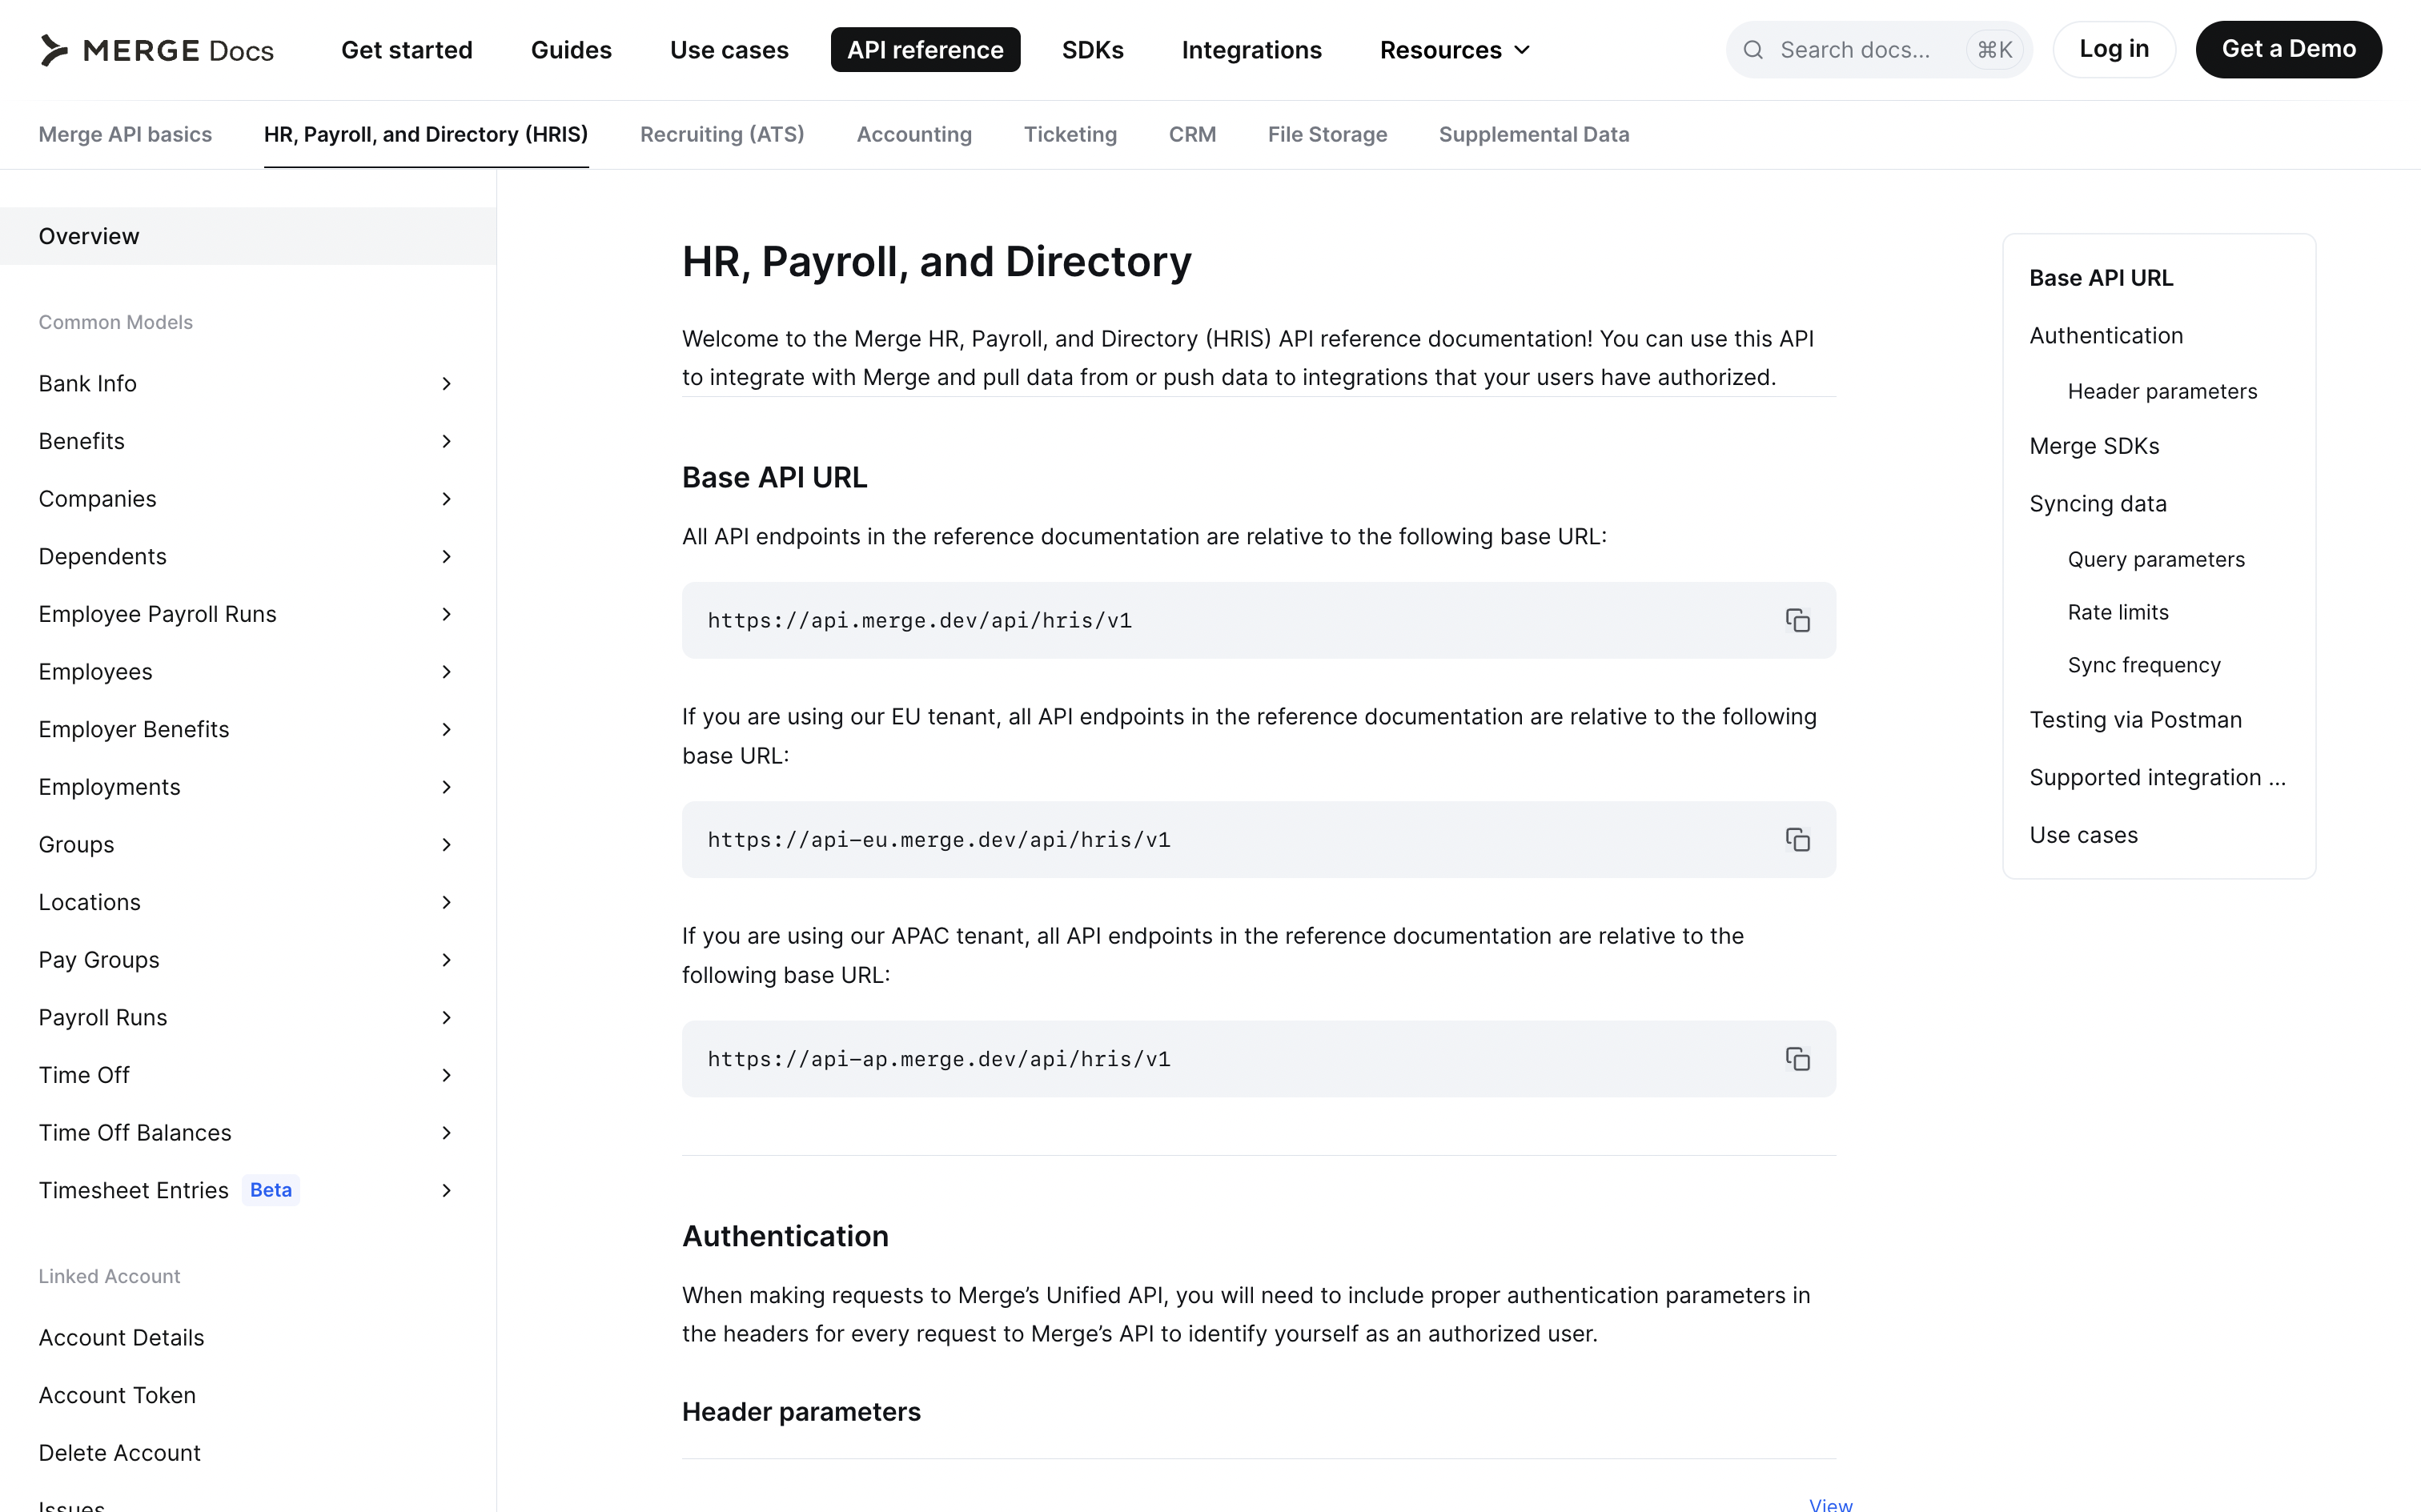 MERGE Docs
Get started
Guides
Use cases
API reference
SDKs
Integrations
Resources
Search docs...
⌘K
Log in
Get a Demo
Merge API basics
HR, Payroll, and Directory (HRIS)
Recruiting (ATS)
Accounting
Ticketing
CRM
File Storage
Supplemental Data
Overview
Common Models
Bank Info
Benefits
Companies
Dependents
Employee Payroll Runs
Employees
Employer Benefits
Employments
Groups
Locations
Pay Groups
Payroll Runs
Time Off
Time Off Balances
Timesheet Entries Beta
Linked Account
Account Details
Account Token
Delete Account
Issues
HR, Payroll, and Directory
Welcome to the Merge HR, Payroll, and Directory (HRIS) API reference documentation! You can use this API
to integrate with Merge and pull data from or push data to integrations that your users have authorized.
Base API URL
All API endpoints in the reference documentation are relative to the following base URL:
https://api.merge.dev/api/hris/v1
If you are using our EU tenant, all API endpoints in the reference documentation are relative to the following
base URL:
https://api-eu.merge.dev/api/hris/v1
If you are using our APAC tenant, all API endpoints in the reference documentation are relative to the
following base URL:
https://api-ap.merge.dev/api/hris/v1
Authentication
When making requests to Merge’s Unified API, you will need to include proper authentication parameters in
the headers for every request to Merge’s API to identify yourself as an authorized user.
Header parameters
View
Base API URL
Authentication
Header parameters
Merge SDKs
Syncing data
Query parameters
Rate limits
Sync frequency
Testing via Postman
Supported integration ...
Use cases